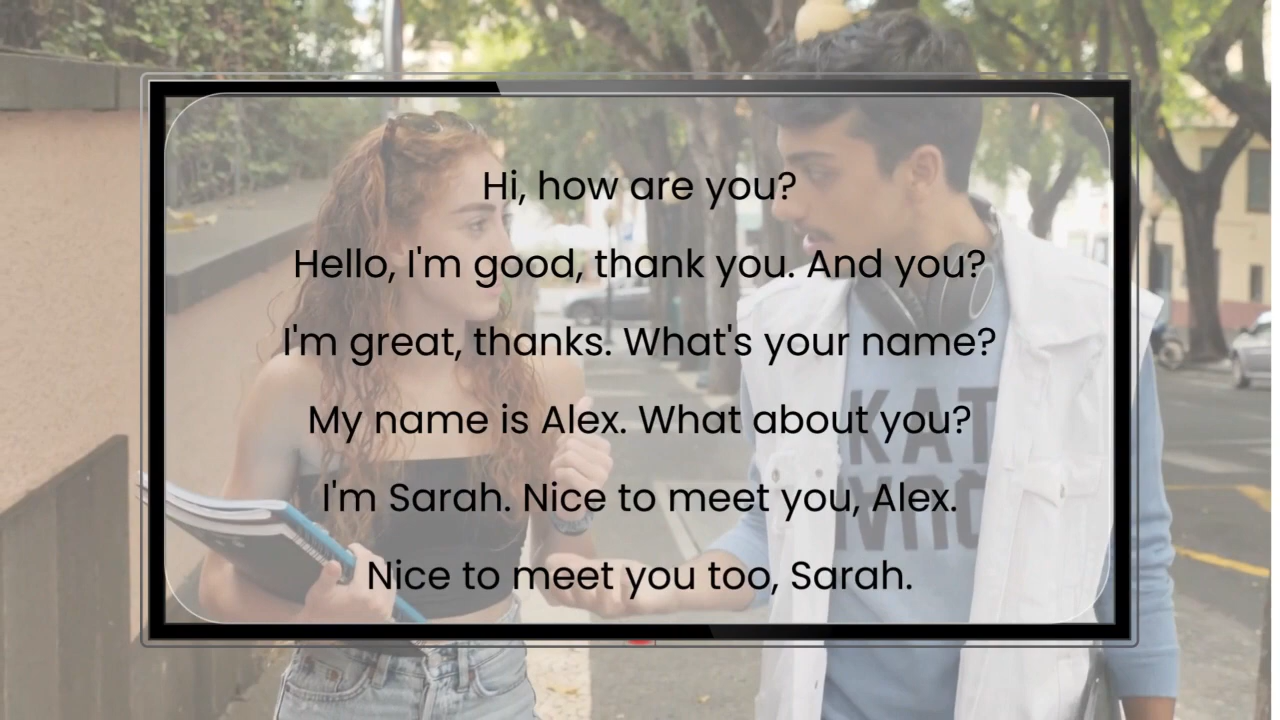 Hi, how are you?
Hello, I'm good, thank you. And you?
I'm great, thanks. What's your name?
My name is Alex. What about you?
I'm Sarah. Nice to meet you, Alex.
Nice to meet you too, Sarah.
KAT